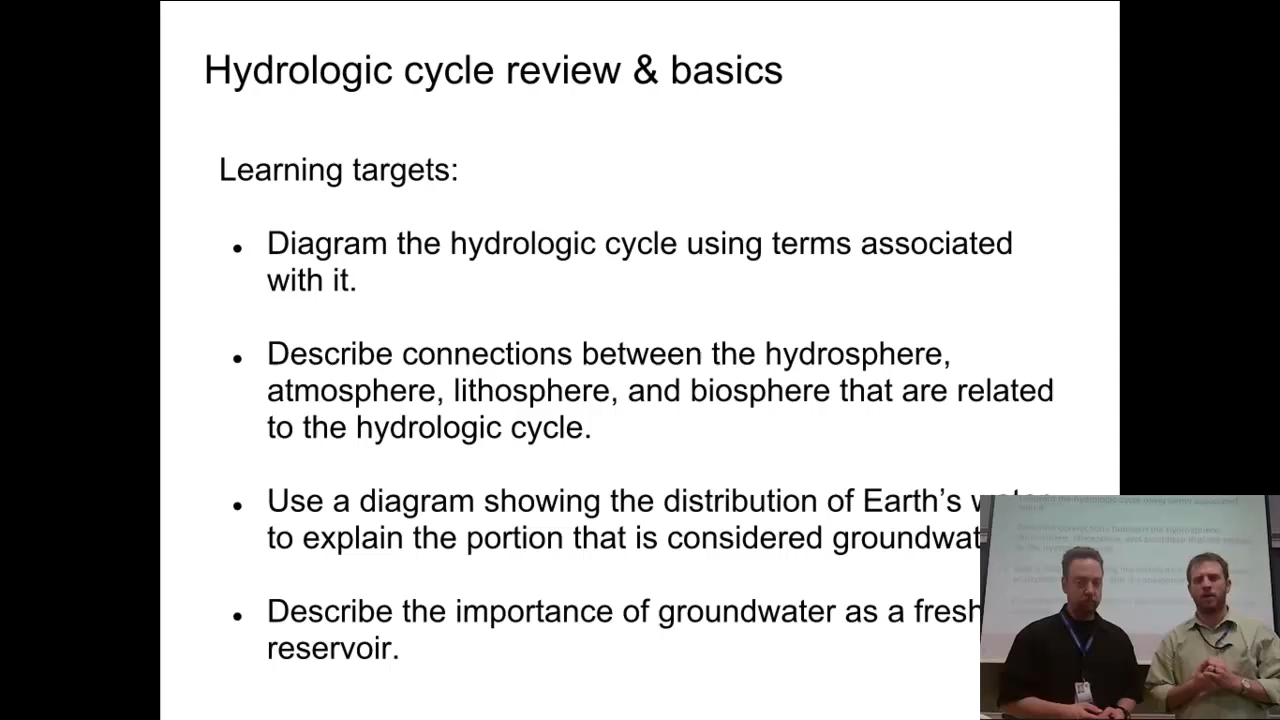 Hydrologic cycle review & basics
Learning targets:
• Diagram the hydrologic cycle using terms associated
with it.
• Describe connections between the hydrosphere,
atmosphere, lithosphere, and biosphere that are related
to the hydrologic cycle.
• Use a diagram showing the distribution of Earth's
to explain the portion that is considered
• Describe the importance of groundwater as a fresh
reservoir.